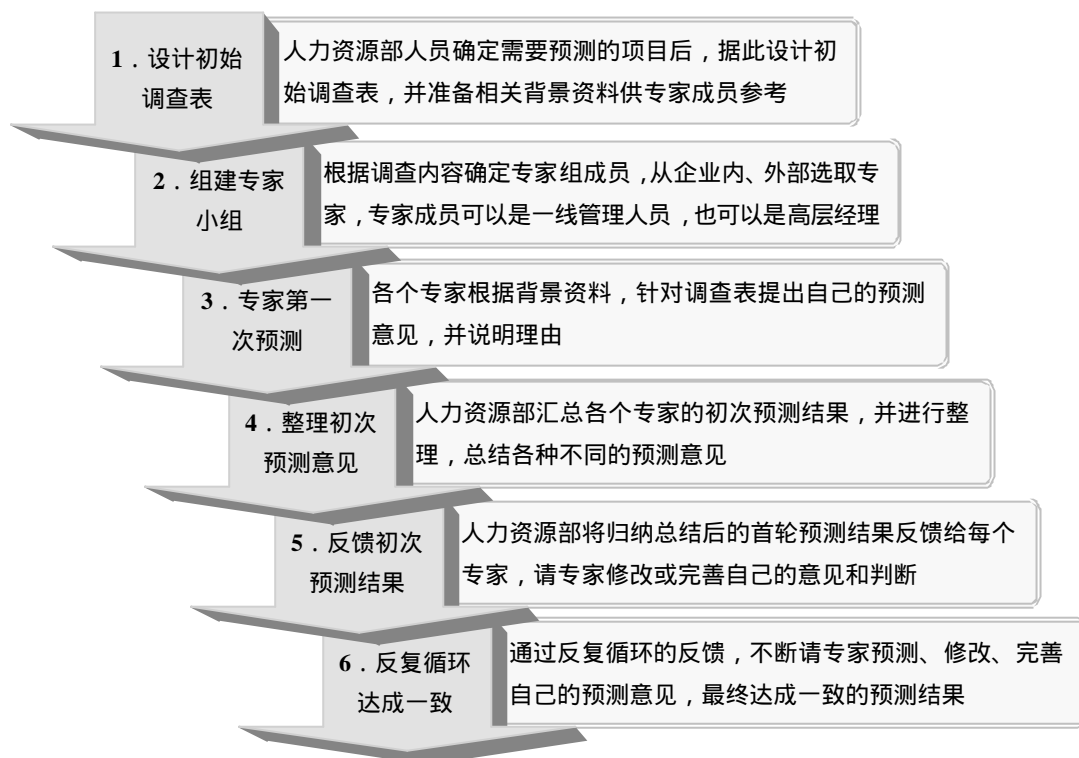 1．设计初始
调查表
人力资源部人员确定需要预测的项目后，据此设计初
始调查表，并准备相关背景资料供专家成员参考
2．组建专家
小组
根据调查内容确定专家组成员，从企业内、外部选取专
家，专家成员可以是一线管理人员，也可以是高层经理
3．专家第一
次预测
各个专家根据背景资料，针对调查表提出自己的预测
意见，并说明理由
4．整理初次
预测意见
人力资源部汇总各个专家的初次预测结果，并进行整
理，总结各种不同的预测意见
5．反馈初次
预测结果
人力资源部将归纳总结后的首轮预测结果反馈给每个
专家，请专家修改或完善自己的意见和判断
6．反复循环
达成一致
通过反复循环的反馈，不断请专家预测、修改、完善
自己的预测意见，最终达成一致的预测结果